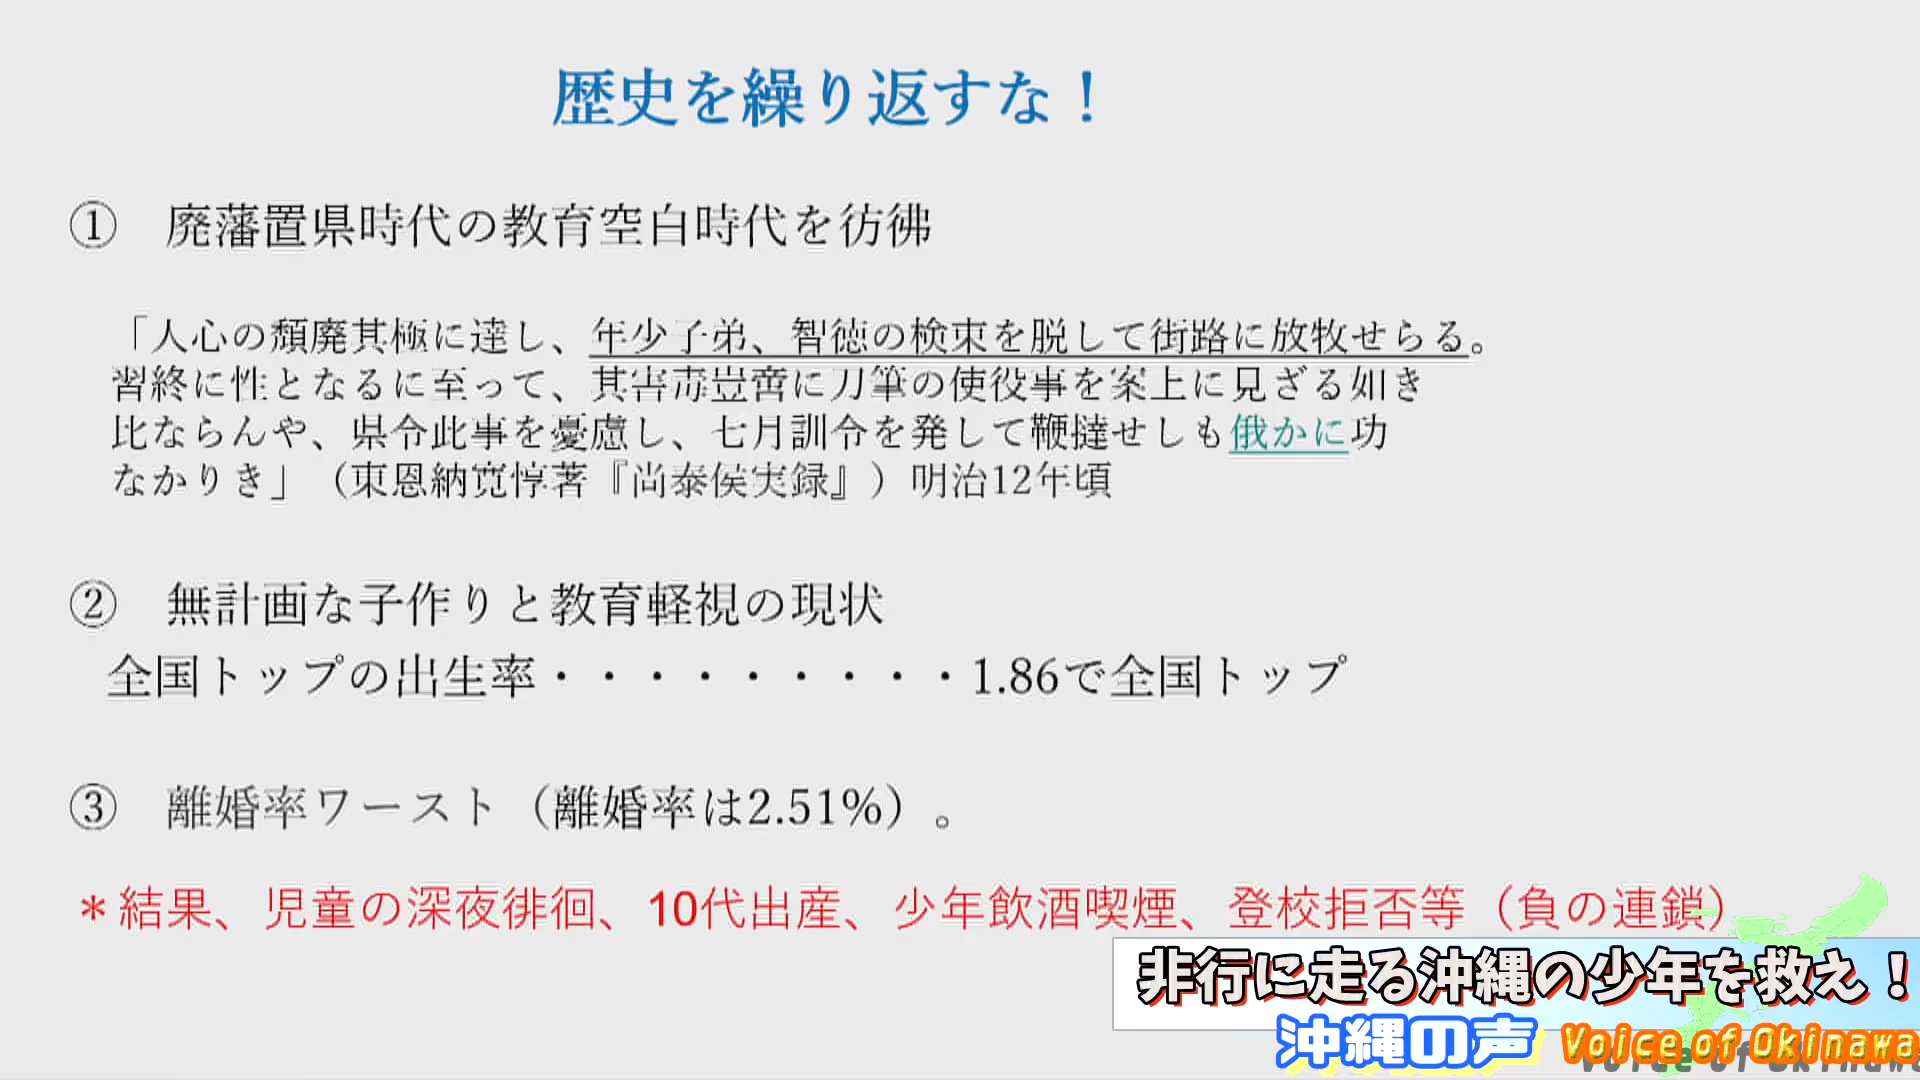 歴史を繰り返すな！
① 廃藩置県時代の教育空白時代を彷彿
「人心の頽廃其極に達し、年少子弟、智徳の検束を脱して街路に放牧せらる。
習終に性となるに至って、其害毒豈啻に刀筆の使役事を案上に見ざる如き
比ならんや、県令此事を憂慮し、七月訓令を発して鞭撻せしも俄かに功
なかりき」（東恩納寛惇著『尚泰侯実録』）明治12年頃
② 無計画な子作りと教育軽視の現状
全国トップの出生率・・・・・・・・・1.86で全国トップ
③ 離婚率ワースト（離婚率は2.51%）。
＊結果、児童の深夜徘徊、10代出産、少年飲酒喫煙、登校拒否等（負の連鎖）
非行に走る沖縄の少年を救え！
沖縄の声 Voice of Okinawa